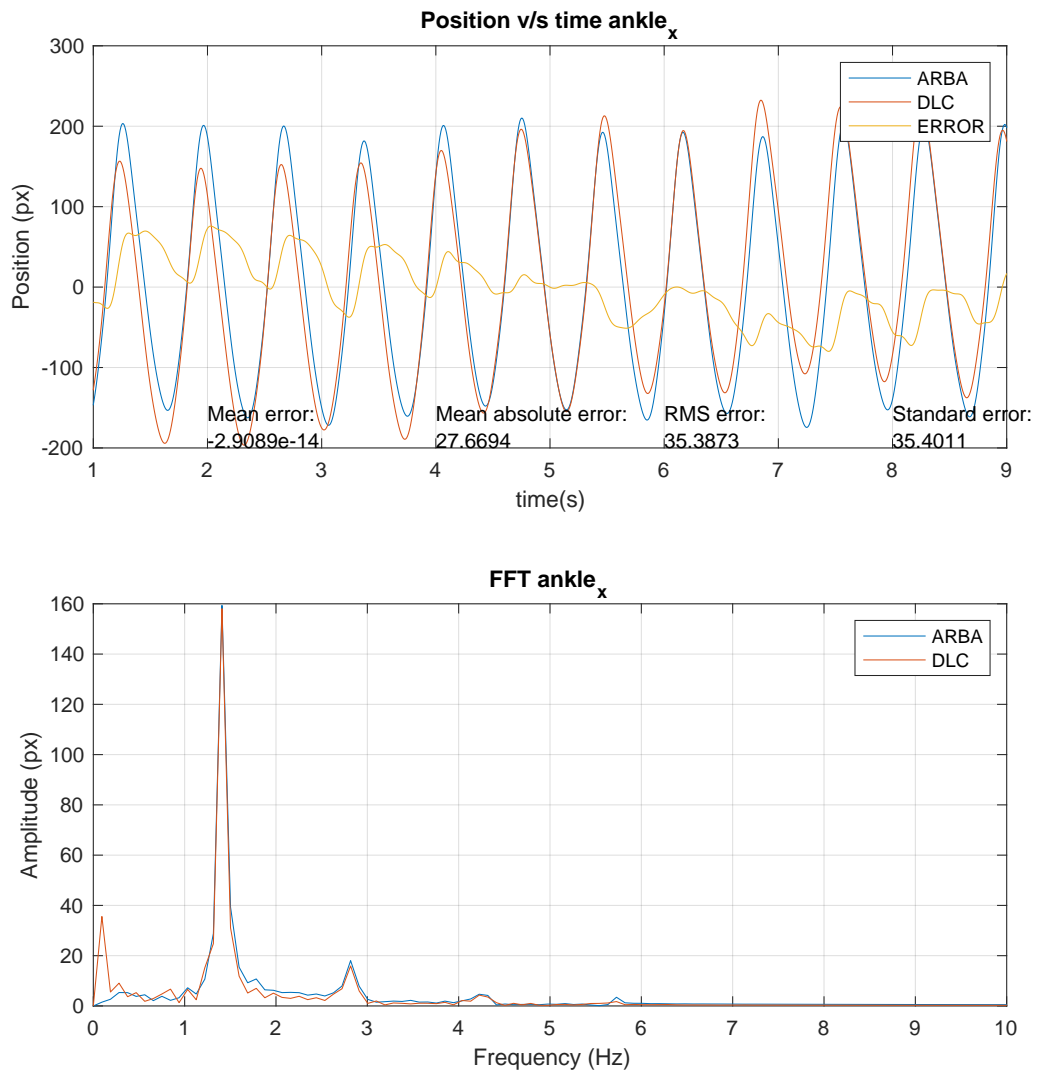 Position v/s time ankle_x
300
200
100
0
-100
-200
Position (px)
ARBA
DLC
ERROR
Mean error:
-2.9089e-14
Mean absolute error:
27.6694
RMS error:
35.3873
Standard error:
35.4011
1 2 3 4 5 6 7 8 9
time(s)
FFT ankle_x
160
140
120
100
80
60
40
20
0
Amplitude (px)
ARBA
DLC
0 1 2 3 4 5 6 7 8 9 10
Frequency (Hz)